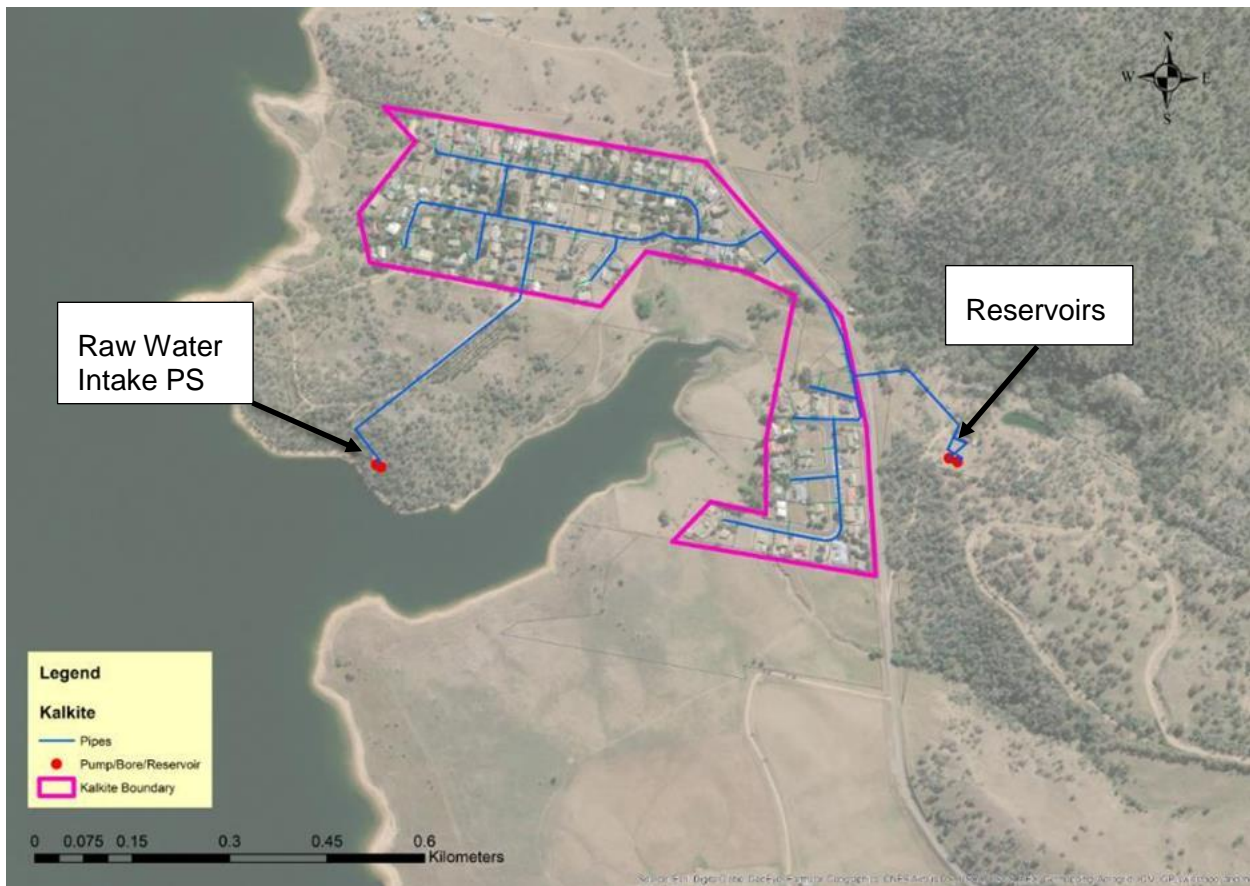 N
W E
S
Reservoirs
Raw Water
Intake PS
Legend
Kalkite
Pipes
Pump/Bore/Reservoir
Kalkite Boundary
0 0.075 0.15 0.3 0.45 0.6
Kilometers